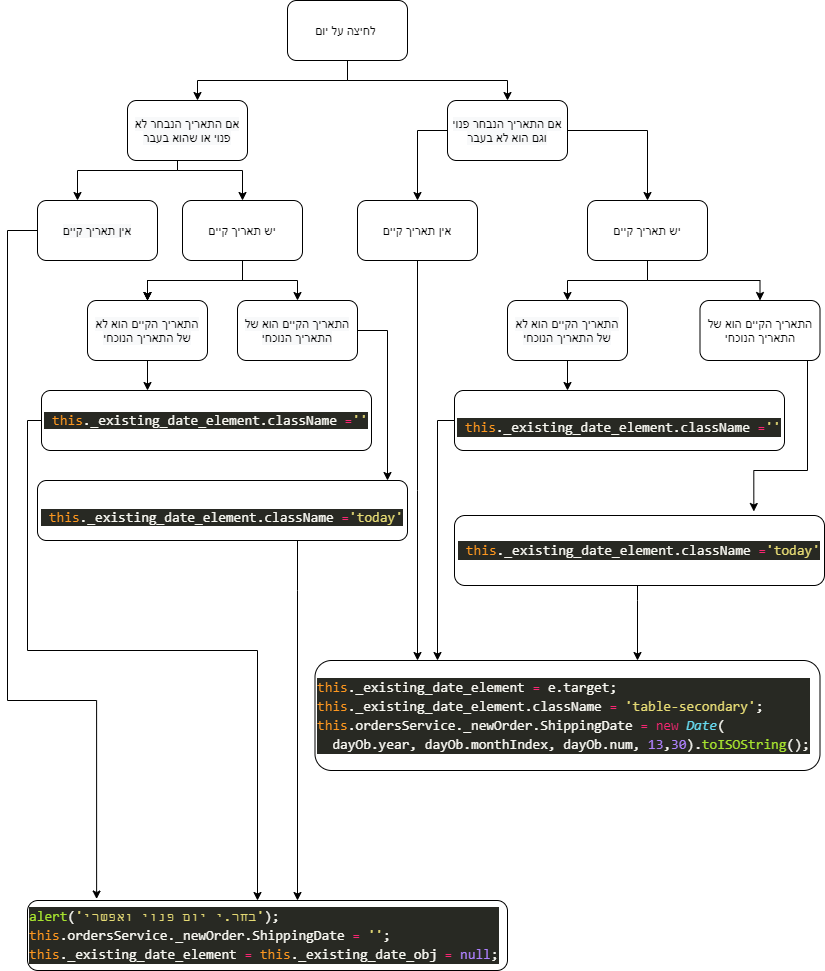 לחיצה על יום
אם התאריך הנבחר לא
פנוי או שהוא בעבר
אם התאריך הנבחר פנוי
וגם הוא לא בעבר
אין תאריך קיים
יש תאריך קיים
אין תאריך קיים
יש תאריך קיים
התאריך הקיים הוא לא
של התאריך הנוכחי
התאריך הקיים הוא של
התאריך הנוכחי
התאריך הקיים הוא לא
של התאריך הנוכחי
התאריך הקיים הוא של
התאריך הנוכחי
this._existing_date_element.className =''
this._existing_date_element.className =''
this._existing_date_element.className ='today'
this._existing_date_element.className ='today'
this._existing_date_element = e.target;
this._existing_date_element.className = 'table-secondary';
this.ordersService._newOrder.ShippingDate = new Date(
dayOb.year, dayOb.monthIndex, dayOb.num, 13,30).toISOString();
alert('בחר.י יום פנוי ואפשרי');
this.ordersService._newOrder.ShippingDate = '';
this._existing_date_element = this._existing_date_obj = null;